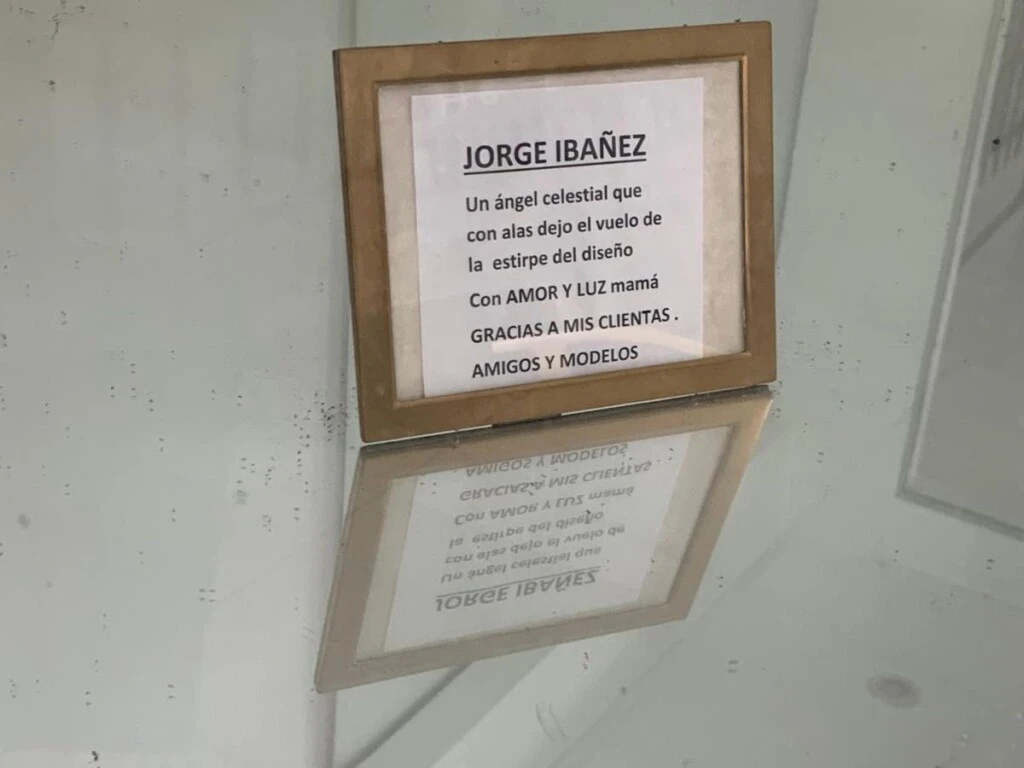 JORGE IBAÑEZ
Un ángel celestial que
con alas dejo el vuelo de
la estirpe del diseño
Con AMOR Y LUZ mamá
GRACIAS A MIS CLIENTAS .
AMIGOS Y MODELOS